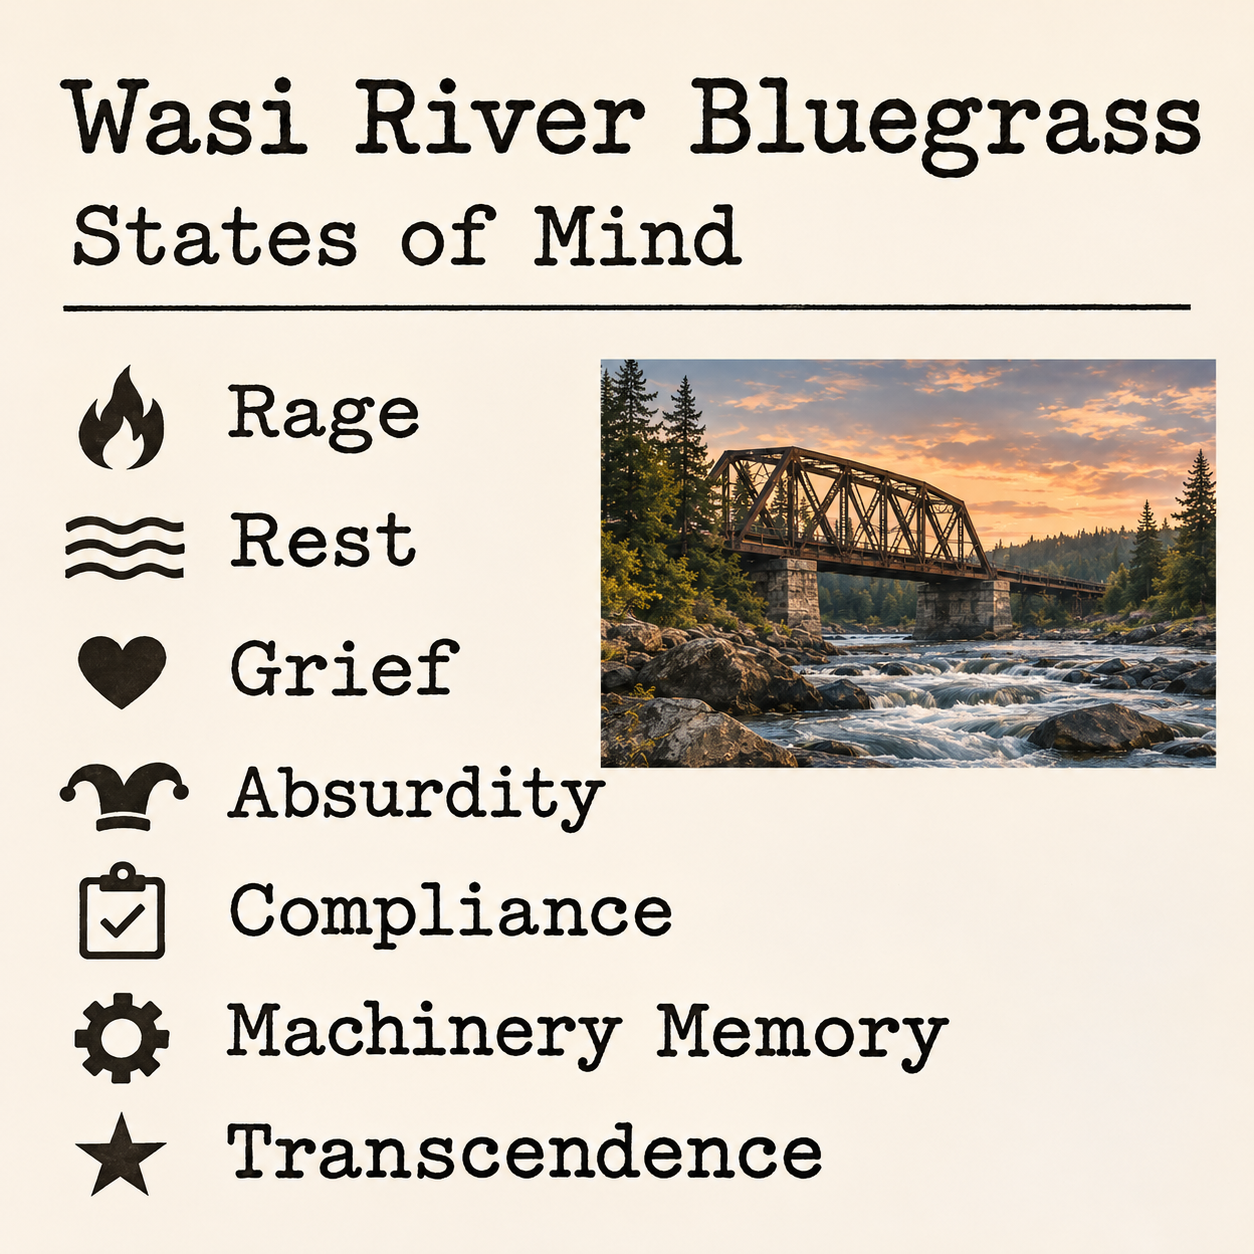 Wasi River Bluegrass
States of Mind
Rage
Rest
Grief
Absurdity
Compliance
Machinery Memory
Transcendence